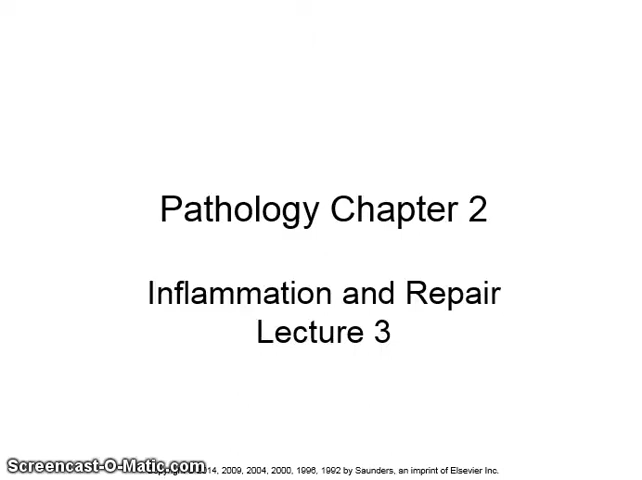 Pathology Chapter 2
Inflammation and Repair
Lecture 3
Screencast-O-Matic.com 2014, 2009, 2004, 2000, 1996, 1992 by Saunders, an imprint of Elsevier Inc.